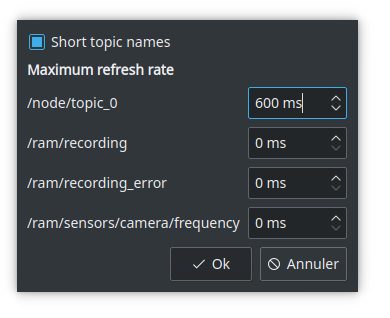 Short topic names
Maximum refresh rate
/node/topic_0 600 ms
/ram/recording 0 ms
/ram/recording_error 0 ms
/ram/sensors/camera/frequency 0 ms
Ok Annuler